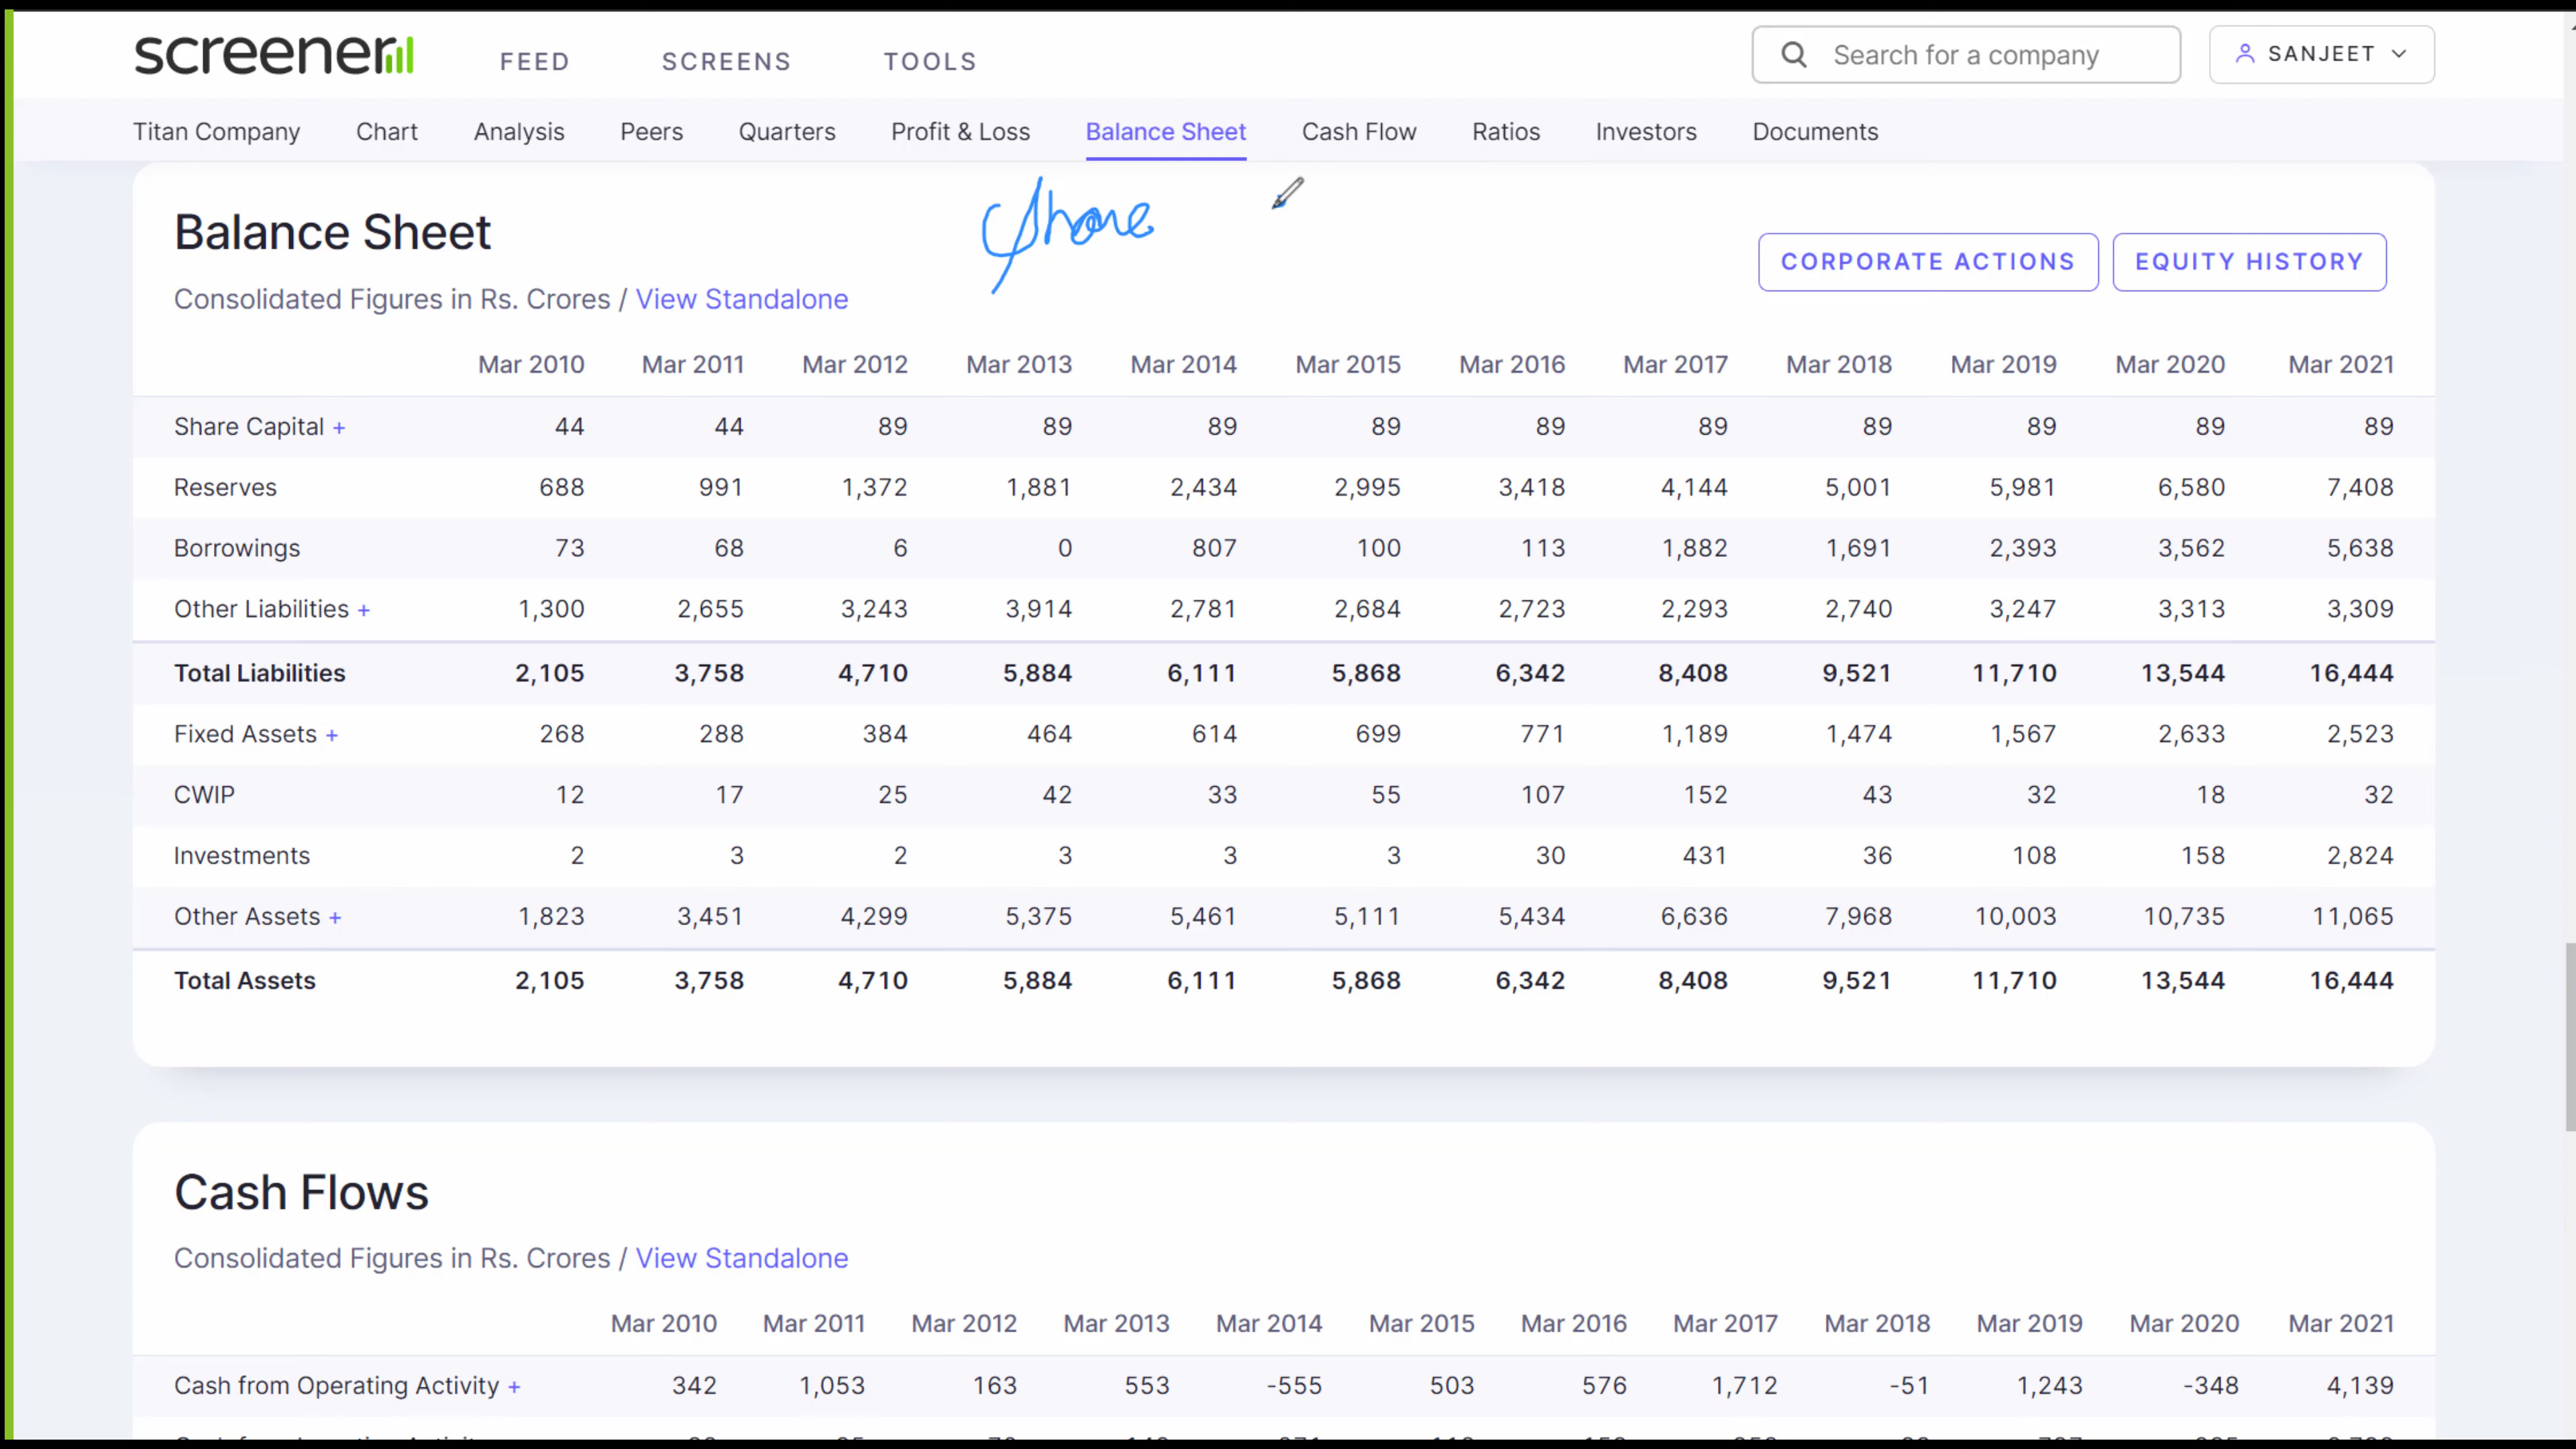 screener FEED SCREENS TOOLS Search for a company SANJEET
Titan Company Chart Analysis Peers Quarters Profit & Loss Balance Sheet Cash Flow Ratios Investors Documents
Share
Balance Sheet
CORPORATE ACTIONS EQUITY HISTORY
Consolidated Figures in Rs. Crores / View Standalone
Mar 2010 Mar 2011 Mar 2012 Mar 2013 Mar 2014 Mar 2015 Mar 2016 Mar 2017 Mar 2018 Mar 2019 Mar 2020 Mar 2021
Share Capital + 44 44 89 89 89 89 89 89 89 89 89 89
Reserves 688 991 1,372 1,881 2,434 2,995 3,418 4,144 5,001 5,981 6,580 7,408
Borrowings 73 68 6 0 807 100 113 1,882 1,691 2,393 3,562 5,638
Other Liabilities + 1,300 2,655 3,243 3,914 2,781 2,684 2,723 2,293 2,740 3,247 3,313 3,309
Total Liabilities 2,105 3,758 4,710 5,884 6,111 5,868 6,342 8,408 9,521 11,710 13,544 16,444
Fixed Assets + 268 288 384 464 614 699 771 1,189 1,474 1,567 2,633 2,523
CWIP 12 17 25 42 33 55 107 152 43 32 18 32
Investments 2 3 2 3 3 3 30 431 36 108 158 2,824
Other Assets + 1,823 3,451 4,299 5,375 5,461 5,111 5,434 6,636 7,968 10,003 10,735 11,065
Total Assets 2,105 3,758 4,710 5,884 6,111 5,868 6,342 8,408 9,521 11,710 13,544 16,444
Cash Flows
Consolidated Figures in Rs. Crores / View Standalone
Mar 2010 Mar 2011 Mar 2012 Mar 2013 Mar 2014 Mar 2015 Mar 2016 Mar 2017 Mar 2018 Mar 2019 Mar 2020 Mar 2021
Cash from Operating Activity + 342 1,053 163 553 -555 503 576 1,712 -51 1,243 -348 4,139